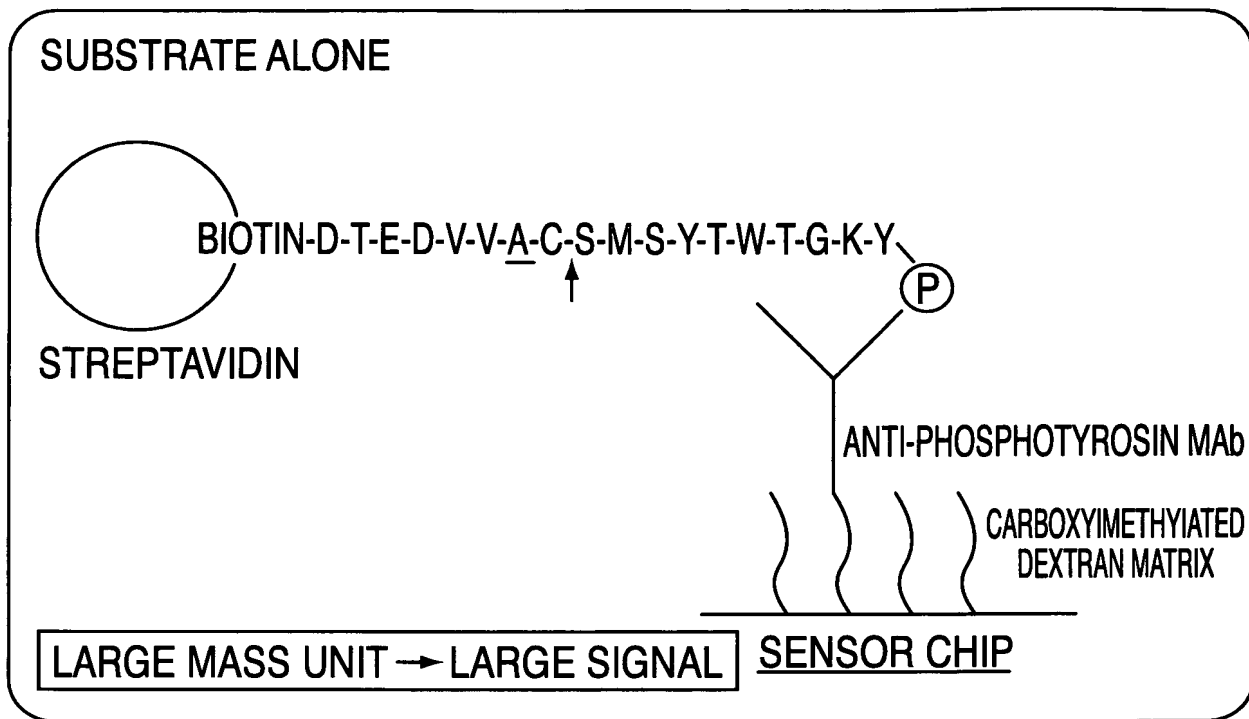 SUBSTRATE ALONE
BIOTIN-D-T-E-D-V-V-A-C-S-M-S-Y-T-W-T-G-K-Y
P
STREPTAVIDIN
ANTI-PHOSPHOTYROSIN MAb
CARBOXYIMETHYIATED
DEXTRAN MATRIX
LARGE MASS UNIT → LARGE SIGNAL
SENSOR CHIP